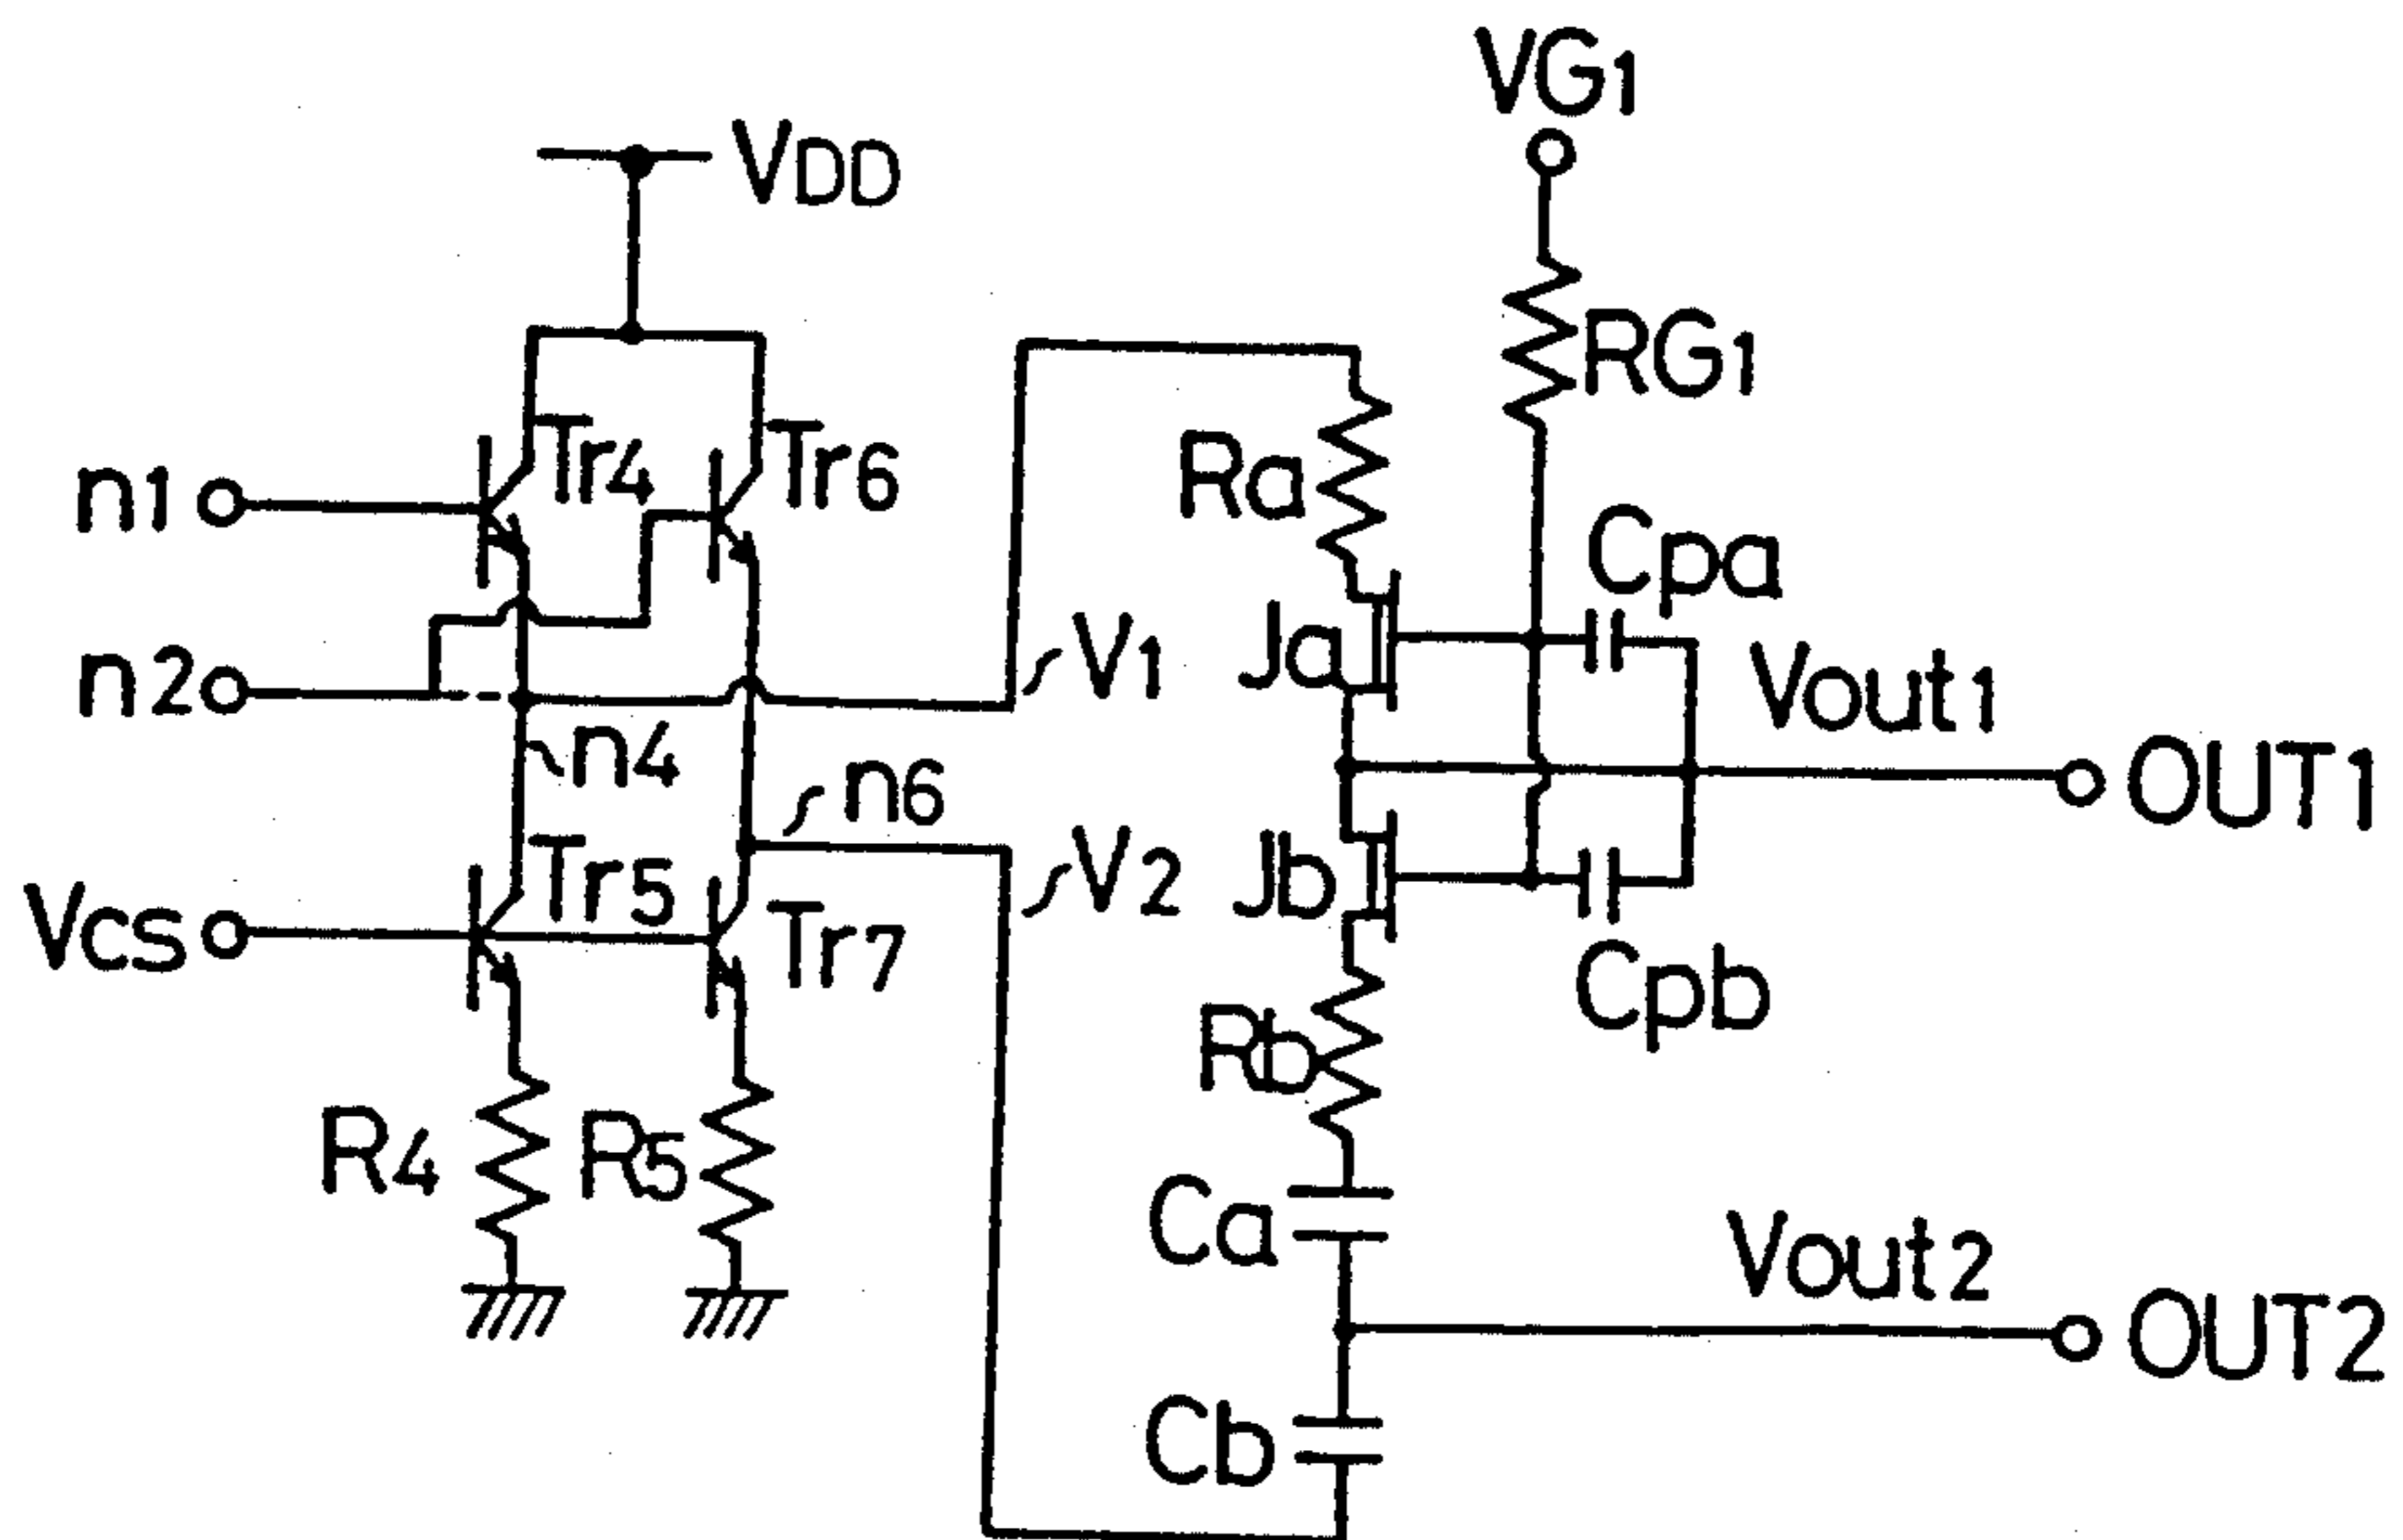 VG1
VDD
RG1
Tr4
Tr6
Ra
n1
Cpa
Ja
V1
n2
Vout1
n4
OUT1
n6
Tr5
V2
Jb
Vcs
Tr7
Cpb
Rb
R4
R5
Ca
Vout2
OUT2
Cb